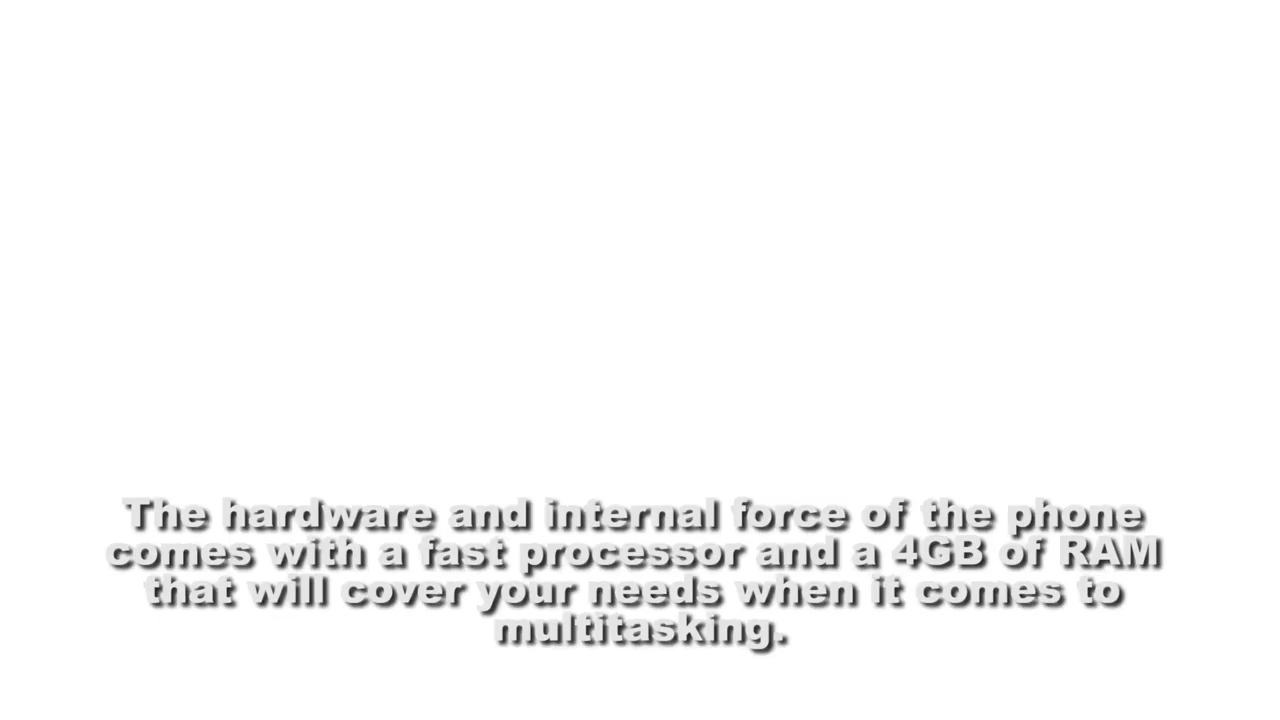 The hardware and internal force of the phone
comes with a fast processor and a 4GB of RAM
that will cover your needs when it comes to
multitasking.